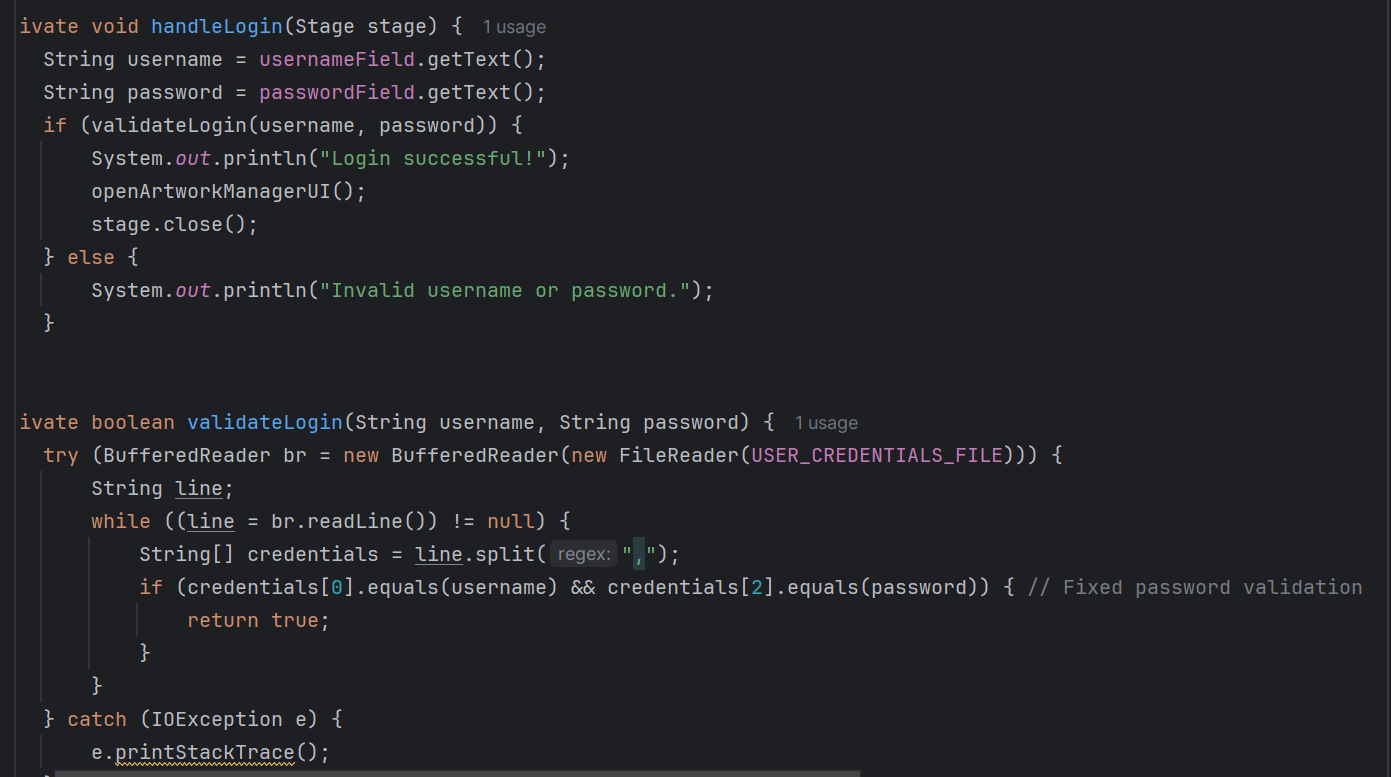 ivate void handleLogin(Stage stage) { 1 usage
String username = usernameField.getText();
String password = passwordField.getText();
if (validateLogin(username, password)) {
System.out.println("Login successful!");
openArtworkManagerUI();
stage.close();
} else {
System.out.println("Invalid username or password.");
}
ivate boolean validateLogin(String username, String password) { 1 usage
try (BufferedReader br = new BufferedReader(new FileReader(USER_CREDENTIALS_FILE))) {
String line;
while ((line = br.readLine()) != null) {
String[] credentials = line.split( regex: ",");
if (credentials[0].equals(username) && credentials[2].equals(password)) { // Fixed password validation
return true;
}
}
} catch (IOException e) {
e.printStackTrace();